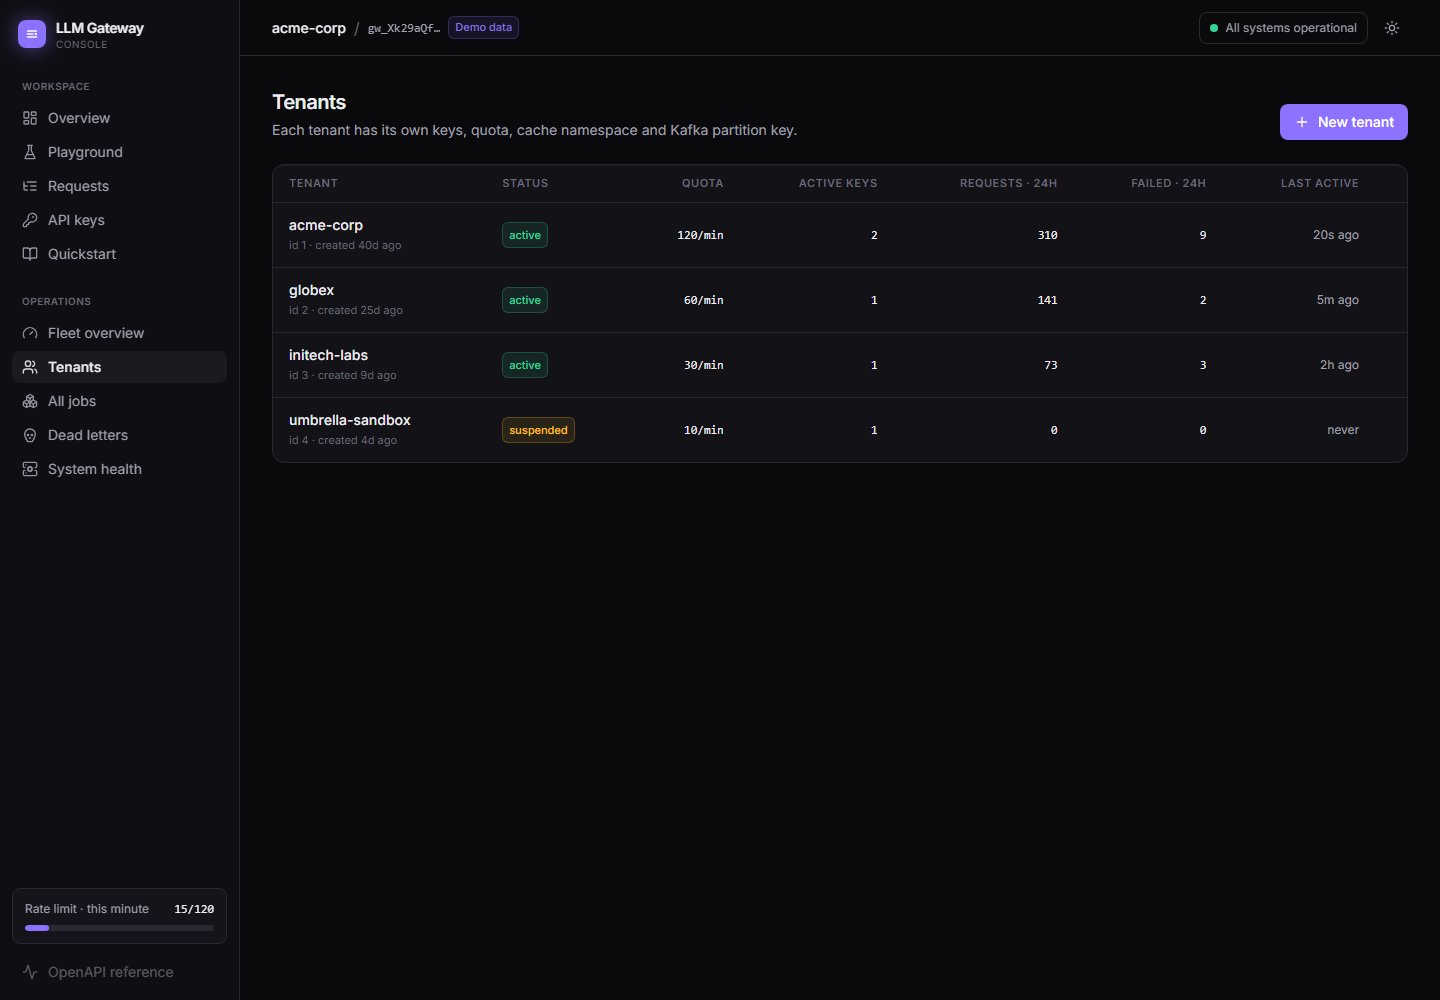 LLM Gateway
CONSOLE
WORKSPACE
Overview
Playground
Requests
API keys
Quickstart
OPERATIONS
Fleet overview
Tenants
All jobs
Dead letters
System health
Rate limit · this minute 15/120
OpenAPI reference
acme-corp / gw_Xk29aQf… Demo data
All systems operational
Tenants
Each tenant has its own keys, quota, cache namespace and Kafka partition key.
New tenant
TENANT STATUS QUOTA ACTIVE KEYS REQUESTS · 24H FAILED · 24H LAST ACTIVE
acme-corp active 120/min 2 310 9 20s ago
id 1 · created 40d ago
globex active 60/min 1 141 2 5m ago
id 2 · created 25d ago
initech-labs active 30/min 1 73 3 2h ago
id 3 · created 9d ago
umbrella-sandbox suspended 10/min 1 0 0 never
id 4 · created 4d ago